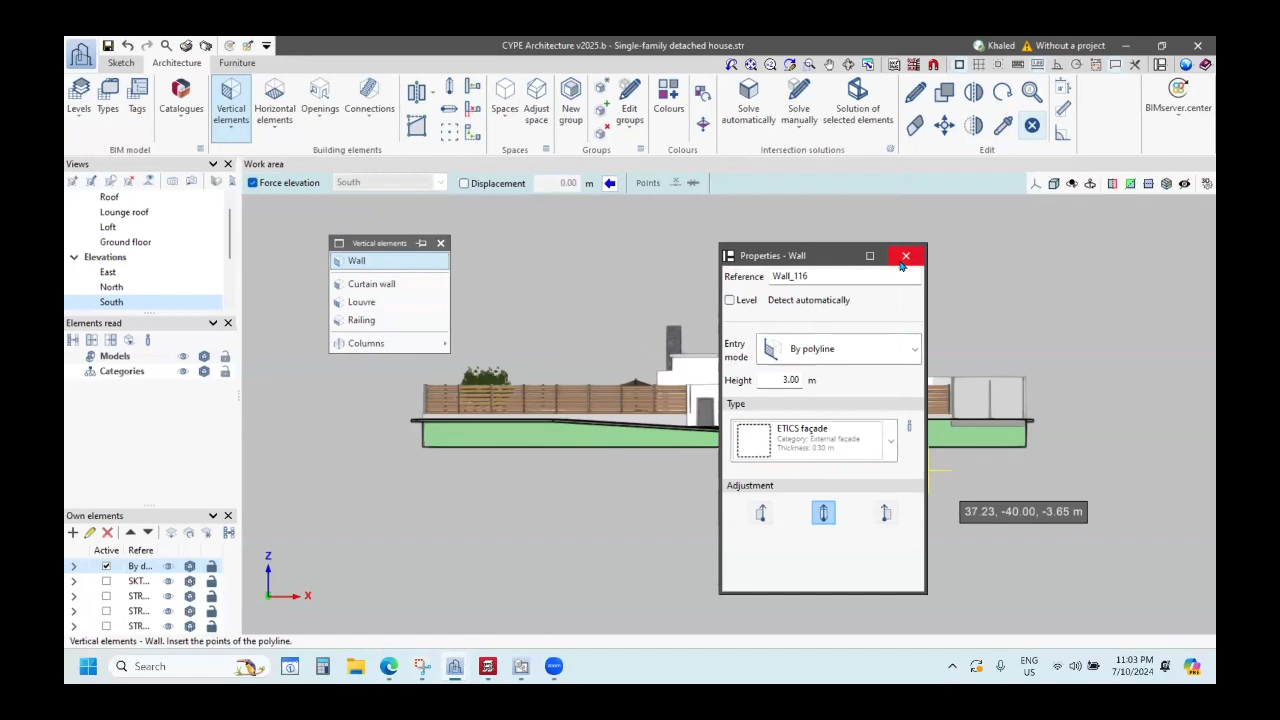 CYPE Architecture v2025.b - Single-family detached house.str
Khaled
Without a project
Sketch
Architecture
Furniture
Levels
Types
Tags
Catalogues
Vertical
elements
Horizontal
elements
Openings
Connections
Spaces
Adjust
space
New
group
Edit
groups
Colours
Solve
automatically
Solve
manually
Solution of
selected elements
BIMserver.center
BIM model
Building elements
Spaces
Groups
Colours
Intersection solutions
Edit
Views
Work area
Force elevation
South
Displacement
0.00
m
Points
Roof
Lounge roof
Loft
Ground floor
Elevations
East
North
South
Elements read
Models
Categories
Own elements
Active
Refere
By d...
SKT...
STR...
STR...
STR...
Vertical elements
Wall
Curtain wall
Louvre
Railing
Columns
Properties - Wall
Reference
Wall_116
Level
Detect automatically
Entry
mode
By polyline
Height
3.00
m
Type
ETICS façade
Category: External façade
Thickness: 0.30 m
Adjustment
37.23, -40.00, -3.65 m
Z
X
Vertical elements - Wall. Insert the points of the polyline.
Search
zoom
ENG
US
11:03 PM
7/10/2024
PRE